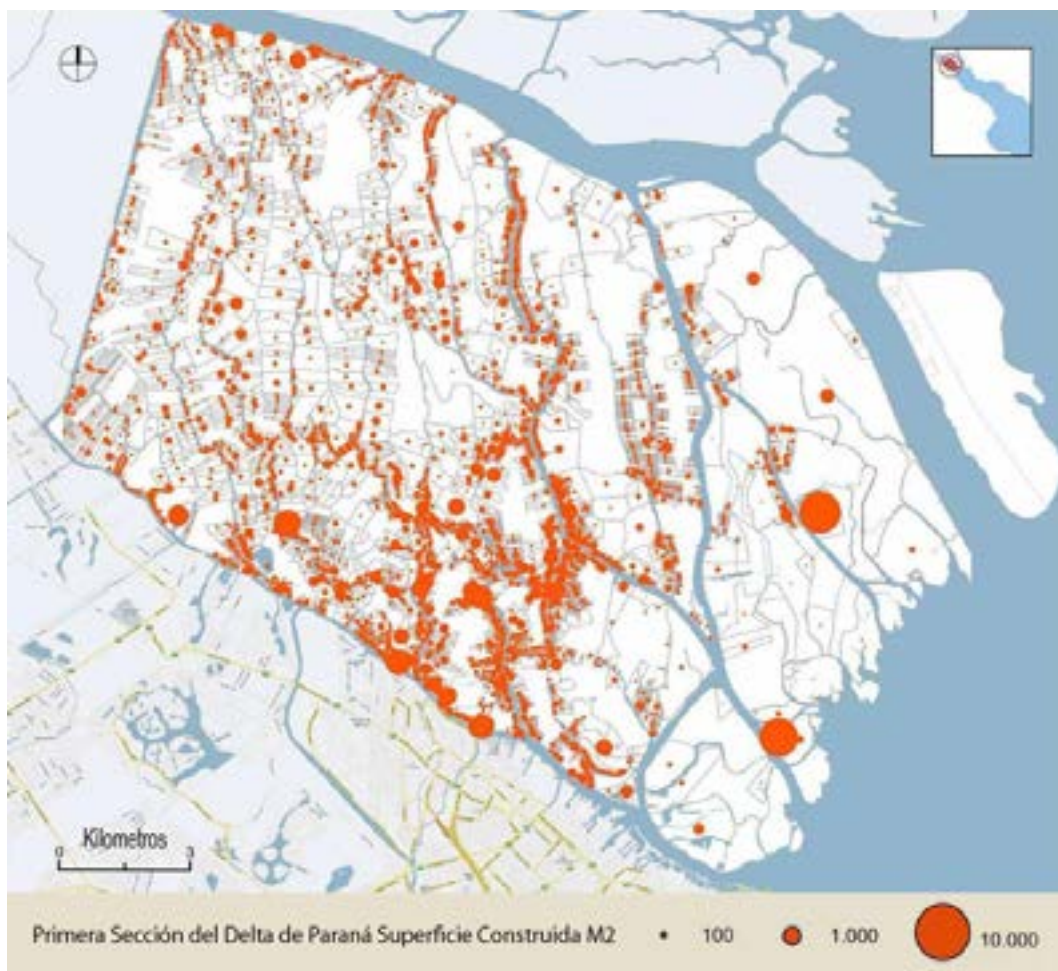 Kilometros
0 3
Primera Sección del Delta de Paraná Superficie Construida M2 100 1.000 10.000